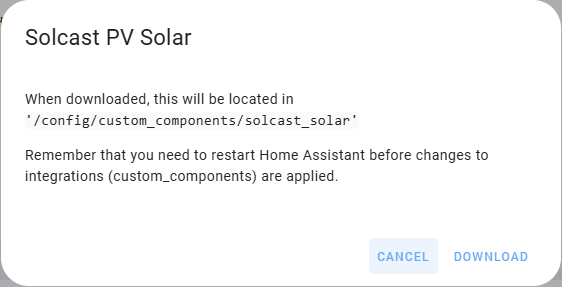 Solcast PV Solar
When downloaded, this will be located in
'/config/custom_components/solcast_solar'
Remember that you need to restart Home Assistant before changes to
integrations (custom_components) are applied.
CANCEL DOWNLOAD